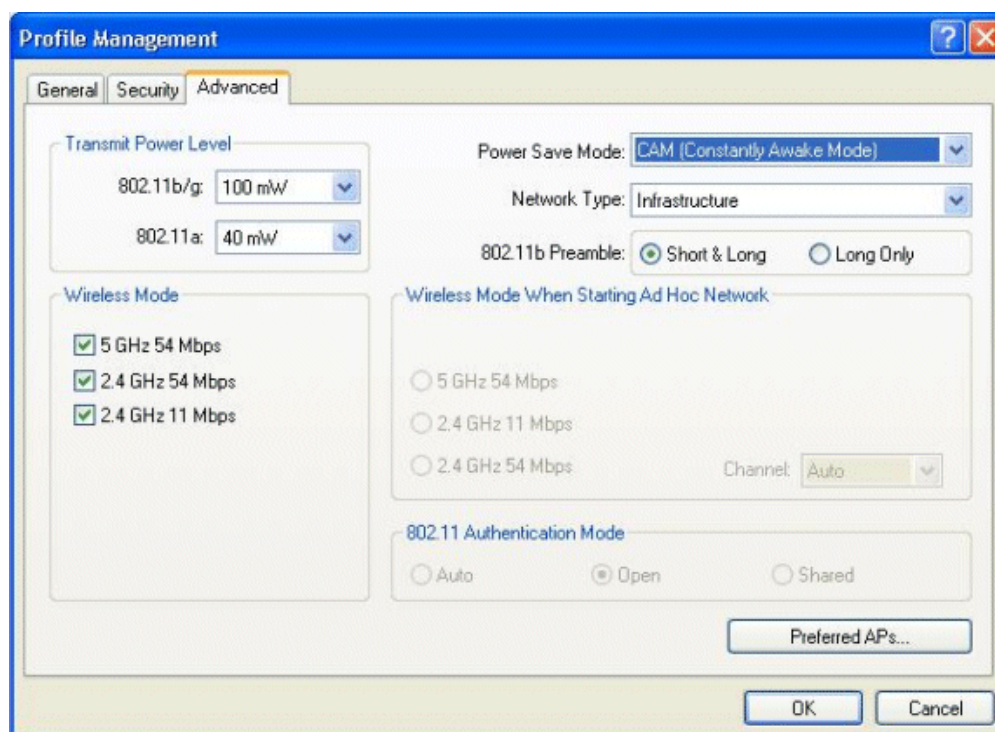 Profile Management
General Security Advanced
Transmit Power Level
802.11b/g: 100 mW
802.11a: 40 mW
Power Save Mode: CAM (Constantly Awake Mode)
Network Type: Infrastructure
802.11b Preamble: Short & Long Long Only
Wireless Mode
5 GHz 54 Mbps
2.4 GHz 54 Mbps
2.4 GHz 11 Mbps
Wireless Mode When Starting Ad Hoc Network
5 GHz 54 Mbps
2.4 GHz 11 Mbps
2.4 GHz 54 Mbps Channel: Auto
802.11 Authentication Mode
Auto Open Shared
Preferred APs...
OK Cancel